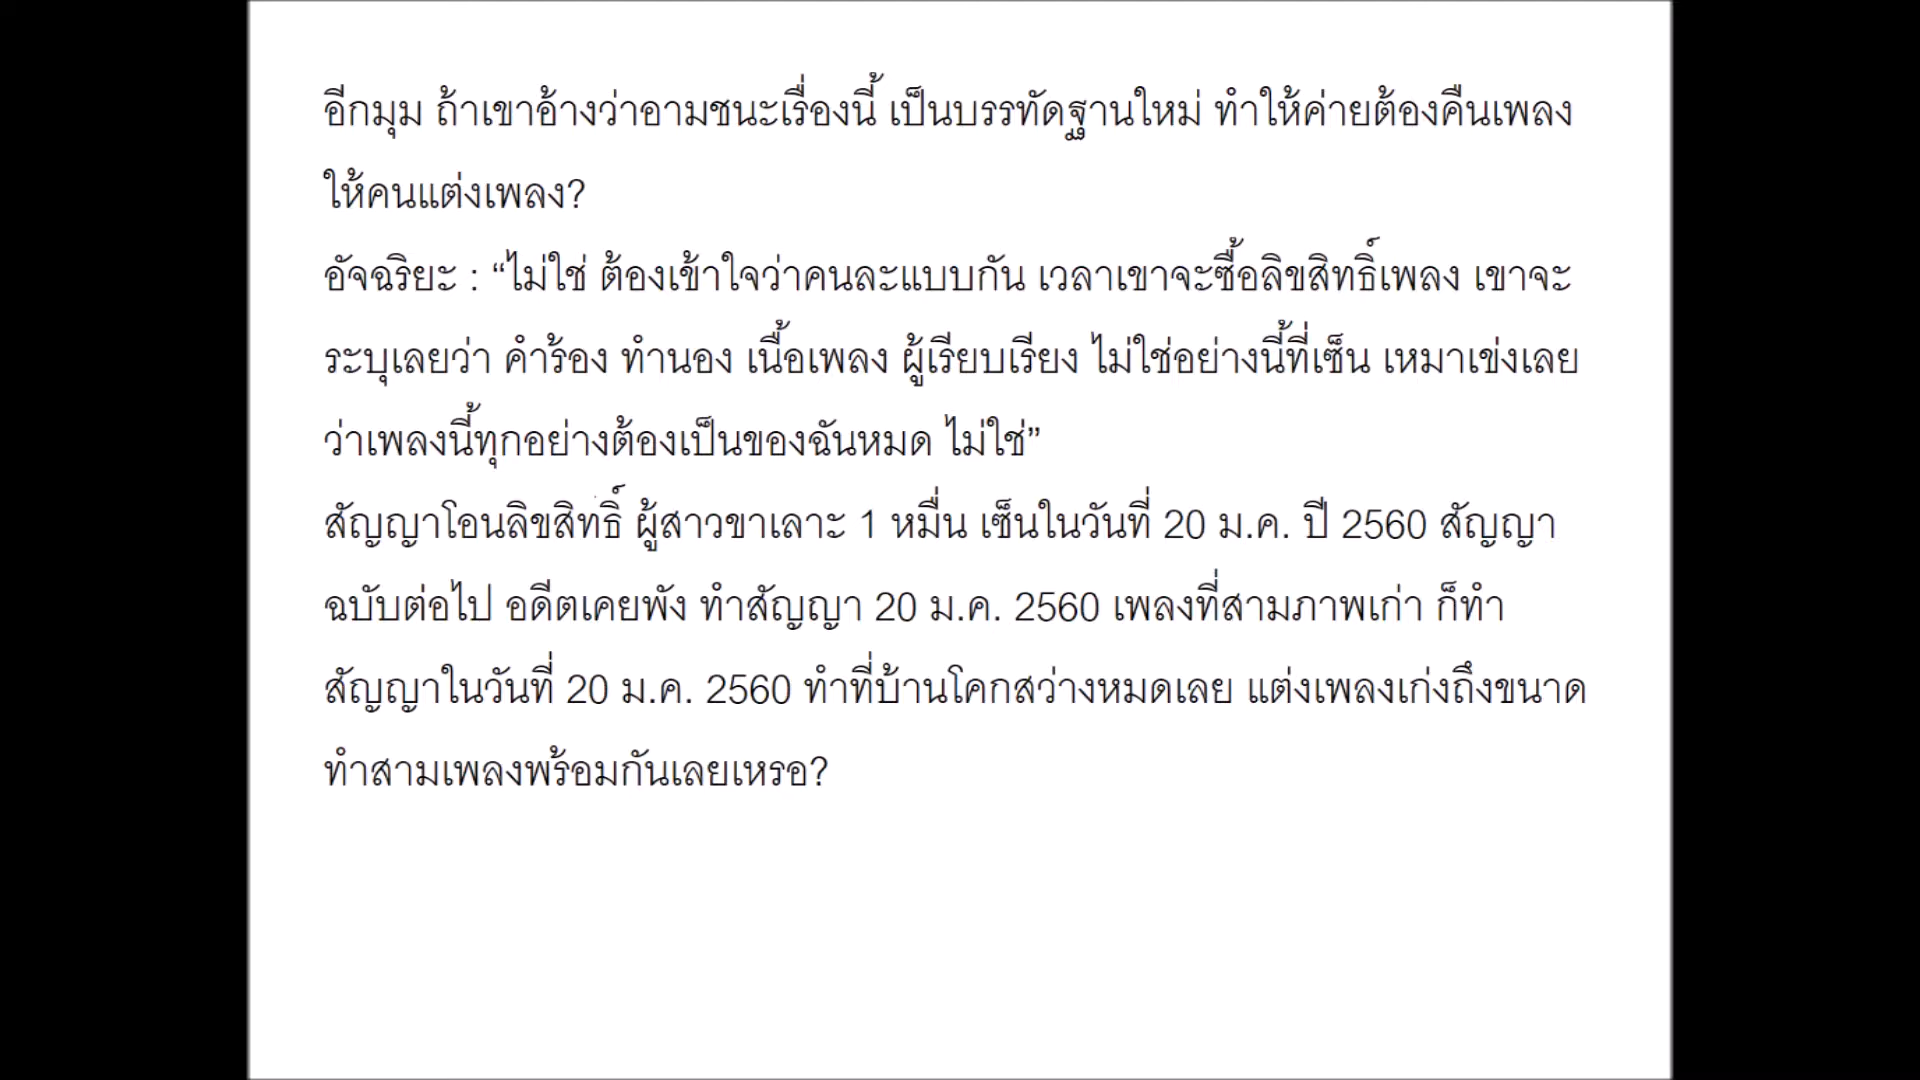 อีกมุม ถ้าเขาอ้างว่าอามชนะเรื่องนี้ เป็นบรรทัดฐานใหม่ ทำให้ค่ายต้องคืนเพลง
ให้คนแต่งเพลง?
อัจฉริยะ : “ไม่ใช่ ต้องเข้าใจว่าคนละแบบกัน เวลาเขาจะซื้อลิขสิทธิ์เพลง เขาจะ
ระบุเลยว่า คำร้อง ทำนอง เนื้อเพลง ผู้เรียบเรียง ไม่ใช่อย่างนี้ที่เซ็น เหมาเข่งเลย
ว่าเพลงนี้ทุกอย่างต้องเป็นของฉันหมด ไม่ใช่”
สัญญาโอนลิขสิทธิ์ ผู้สาวขาเลาะ 1 หมื่น เซ็นในวันที่ 20 ม.ค. ปี 2560 สัญญา
ฉบับต่อไป อดีตเคยพัง ทำสัญญา 20 ม.ค. 2560 เพลงที่สามภาพเก่า ก็ทำ
สัญญาในวันที่ 20 ม.ค. 2560 ทำที่บ้านโคกสว่างหมดเลย แต่งเพลงเก่งถึงขนาด
ทำสามเพลงพร้อมกันเลยเหรอ?